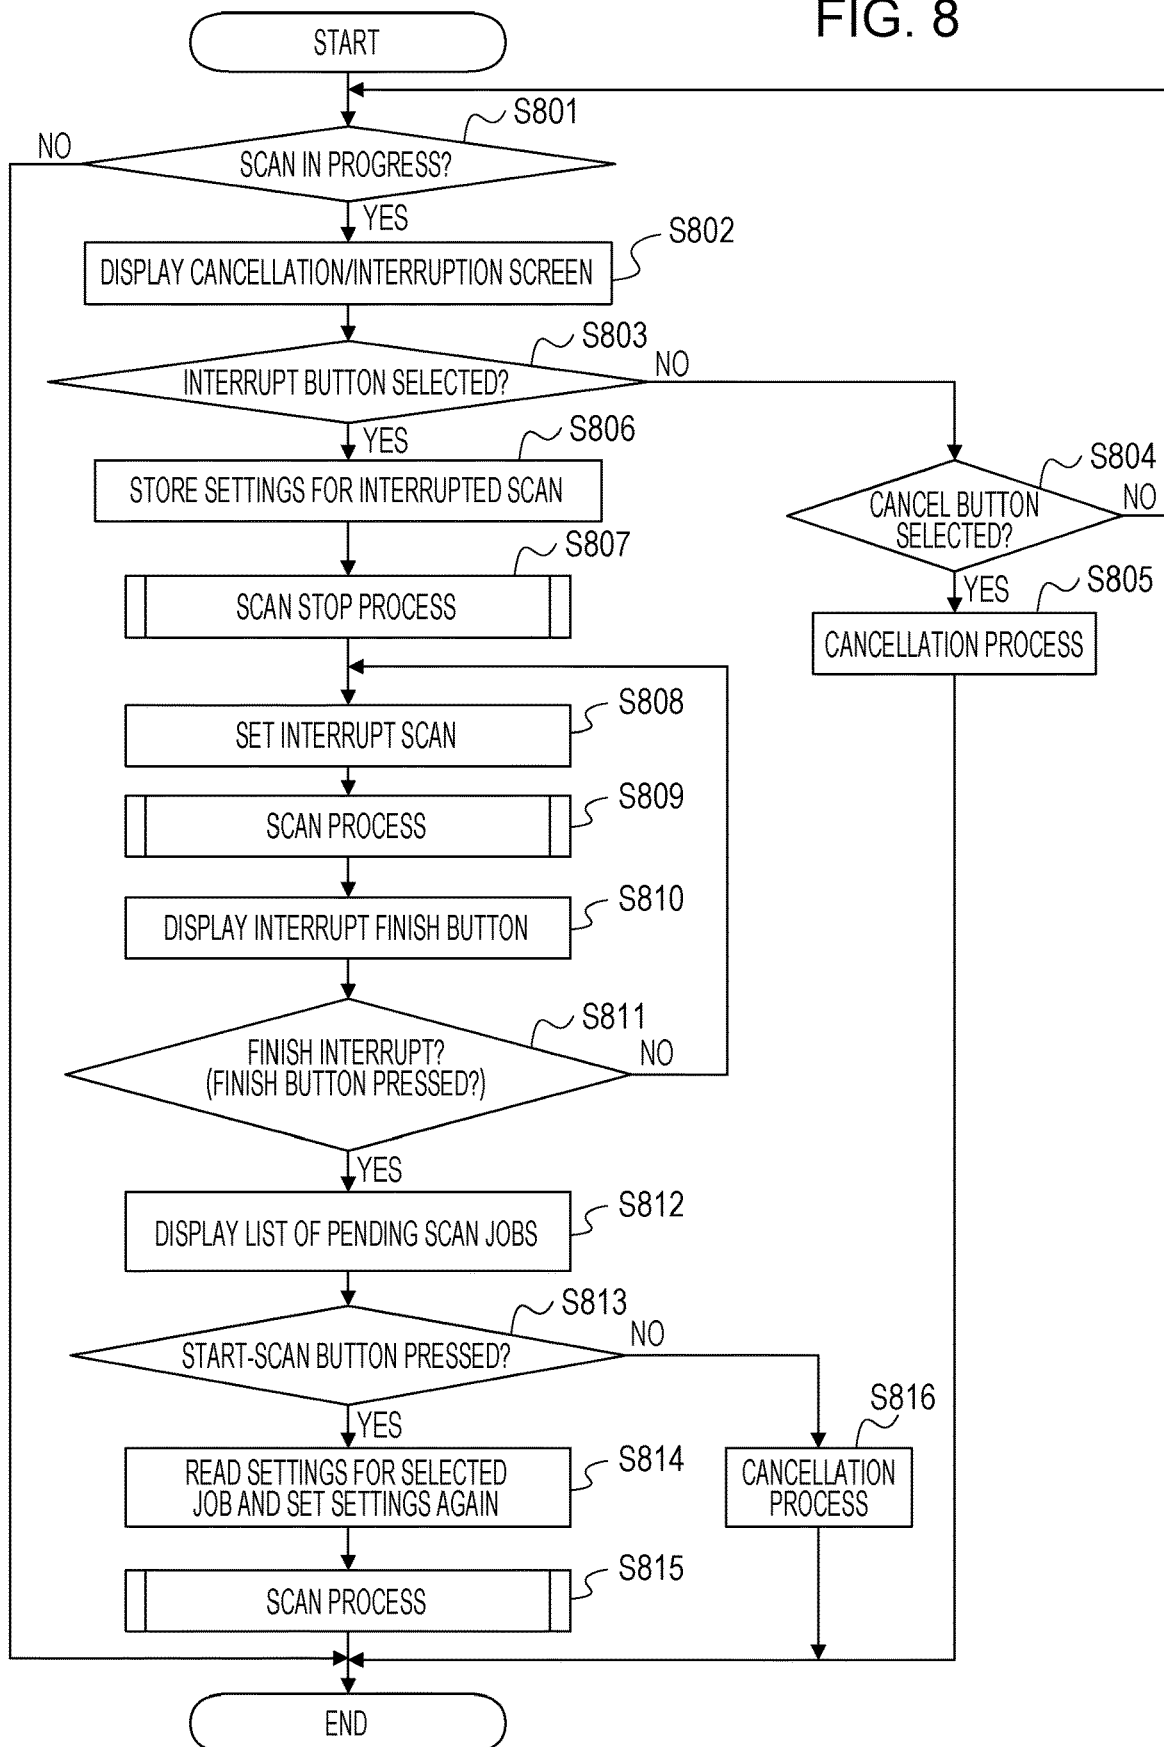 FIG. 8
START
S801
NO
SCAN IN PROGRESS?
YES
S802
DISPLAY CANCELLATION/INTERRUPTION SCREEN
S803
NO
INTERRUPT BUTTON SELECTED?
YES
S806
STORE SETTINGS FOR INTERRUPTED SCAN
S804
CANCEL BUTTON
SELECTED?
NO
YES
S805
CANCELLATION PROCESS
S807
SCAN STOP PROCESS
S808
SET INTERRUPT SCAN
S809
SCAN PROCESS
S810
DISPLAY INTERRUPT FINISH BUTTON
S811
FINISH INTERRUPT?
(FINISH BUTTON PRESSED?)
NO
YES
S812
DISPLAY LIST OF PENDING SCAN JOBS
S813
NO
START-SCAN BUTTON PRESSED?
YES
S816
CANCELLATION
PROCESS
S814
READ SETTINGS FOR SELECTED
JOB AND SET SETTINGS AGAIN
S815
SCAN PROCESS
END